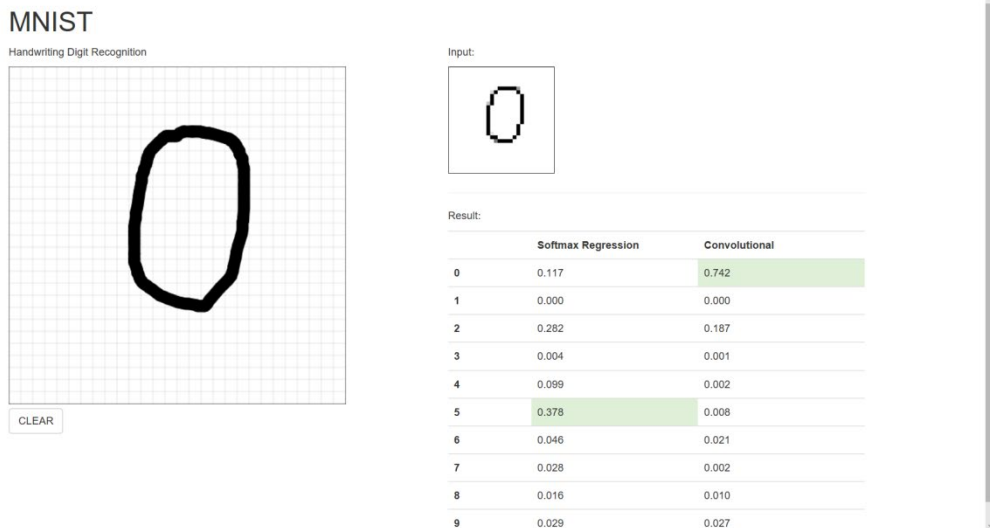 MNIST
Handwriting Digit Recognition
0
CLEAR
Input:
0
Result:
Softmax Regression Convolutional
0 0.117 0.742
1 0.000 0.000
2 0.282 0.187
3 0.004 0.001
4 0.099 0.002
5 0.378 0.008
6 0.046 0.021
7 0.028 0.002
8 0.016 0.010
9 0.029 0.027